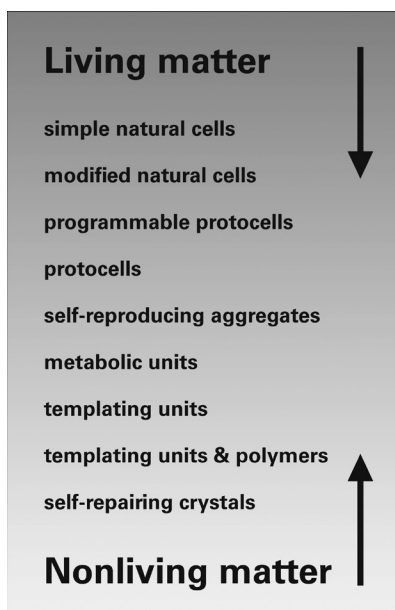 Living matter
simple natural cells
modified natural cells
programmable protocells
protocells
self-reproducing aggregates
metabolic units
templating units
templating units & polymers
self-repairing crystals
Nonliving matter